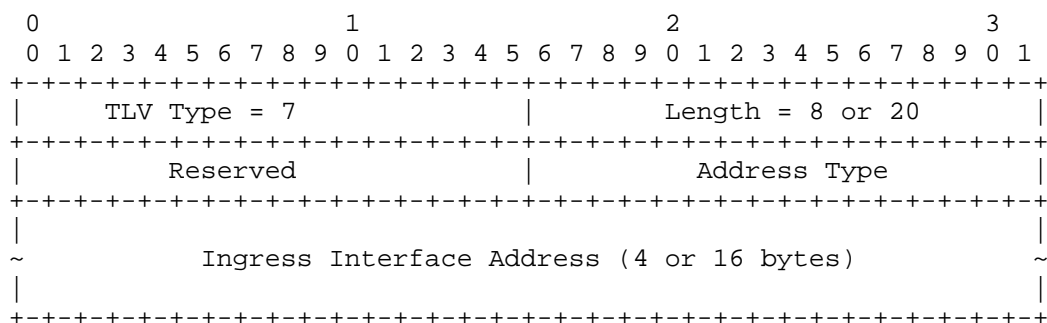 0                   1                   2                   3
 0 1 2 3 4 5 6 7 8 9 0 1 2 3 4 5 6 7 8 9 0 1 2 3 4 5 6 7 8 9 0 1
+-+-+-+-+-+-+-+-+-+-+-+-+-+-+-+-+-+-+-+-+-+-+-+-+-+-+-+-+-+-+-+-+
|     TLV Type = 7              |        Length = 8 or 20       |
+-+-+-+-+-+-+-+-+-+-+-+-+-+-+-+-+-+-+-+-+-+-+-+-+-+-+-+-+-+-+-+-+
|         Reserved              |          Address Type         |
+-+-+-+-+-+-+-+-+-+-+-+-+-+-+-+-+-+-+-+-+-+-+-+-+-+-+-+-+-+-+-+-+
|                                                               |
~           Ingress Interface Address (4 or 16 bytes)           ~
|                                                               |
+-+-+-+-+-+-+-+-+-+-+-+-+-+-+-+-+-+-+-+-+-+-+-+-+-+-+-+-+-+-+-+-+